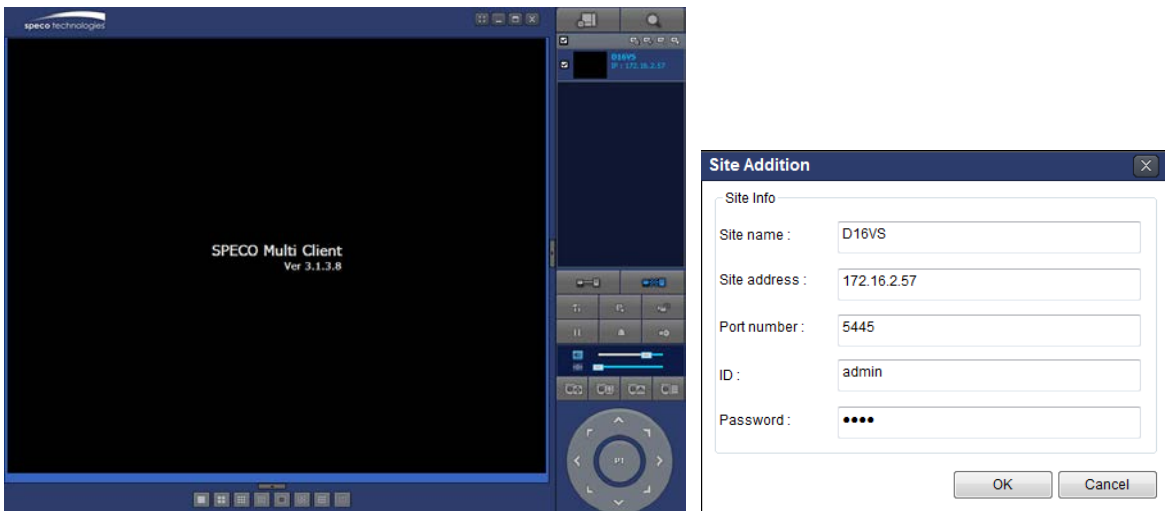 speco technologies
D16VS
IP : 172.16.2.57
SPECO Multi Client
Ver 3.1.3.8
PT
Site Addition
Site Info
Site name :
D16VS
Site address :
172.16.2.57
Port number :
5445
ID :
admin
Password :
••••
OK
Cancel